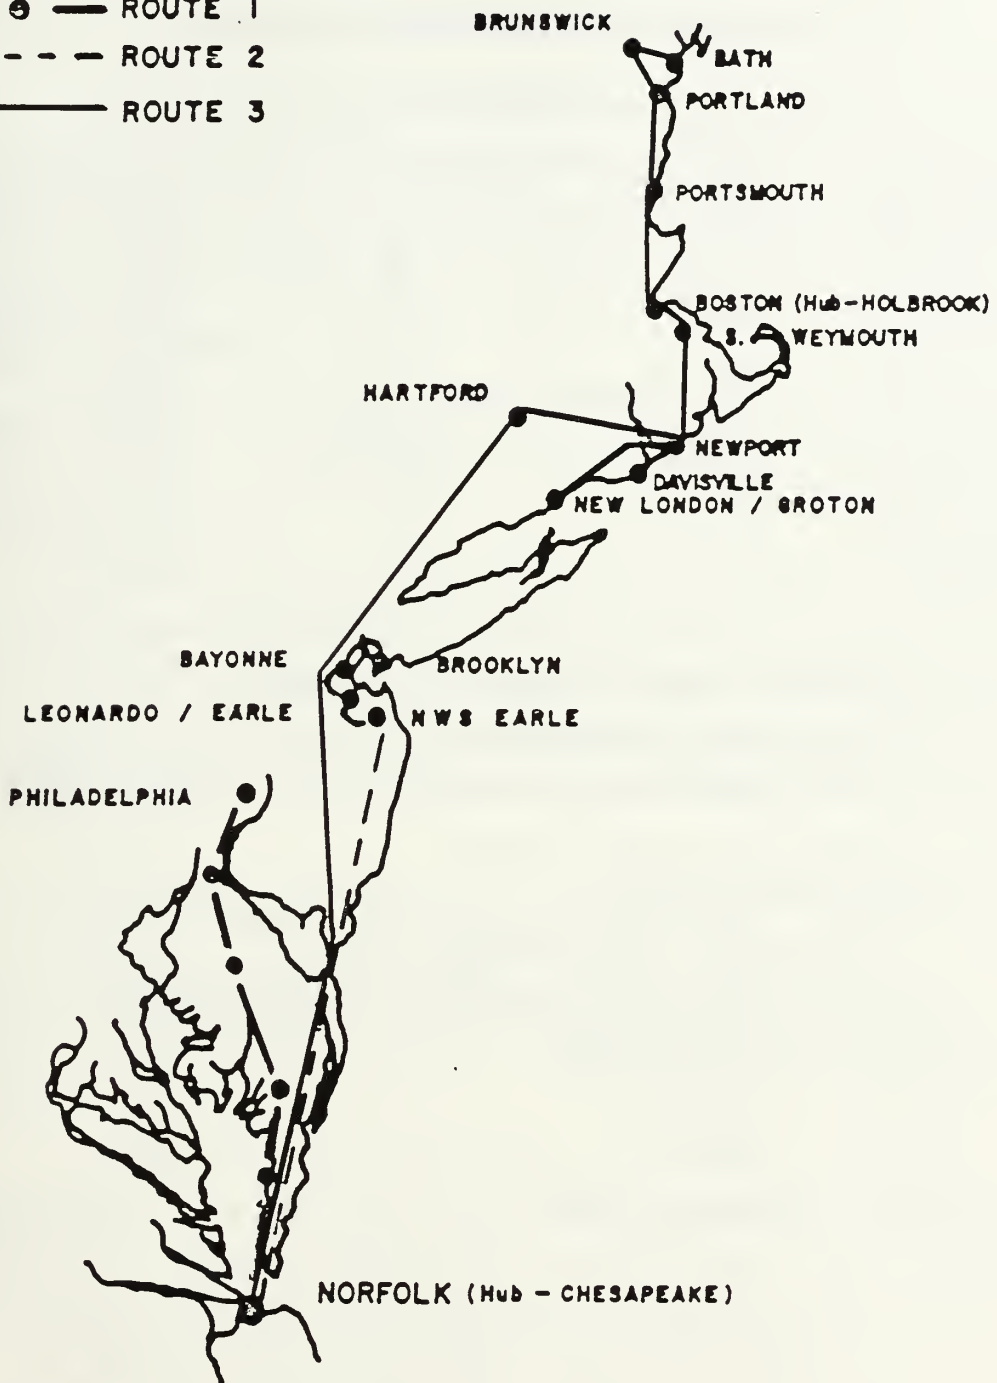 ROUTE 1
ROUTE 2
ROUTE 3
BRUNSWICK
BATH
PORTLAND
PORTSMOUTH
BOSTON (Hub-HOLBROOK)
S. WEYMOUTH
HARTFORD
NEWPORT
DAVISVILLE
NEW LONDON / GROTON
BAYONNE
BROOKLYN
LEONARDO / EARLE
NWS EARLE
PHILADELPHIA
NORFOLK (Hub - CHESAPEAKE)